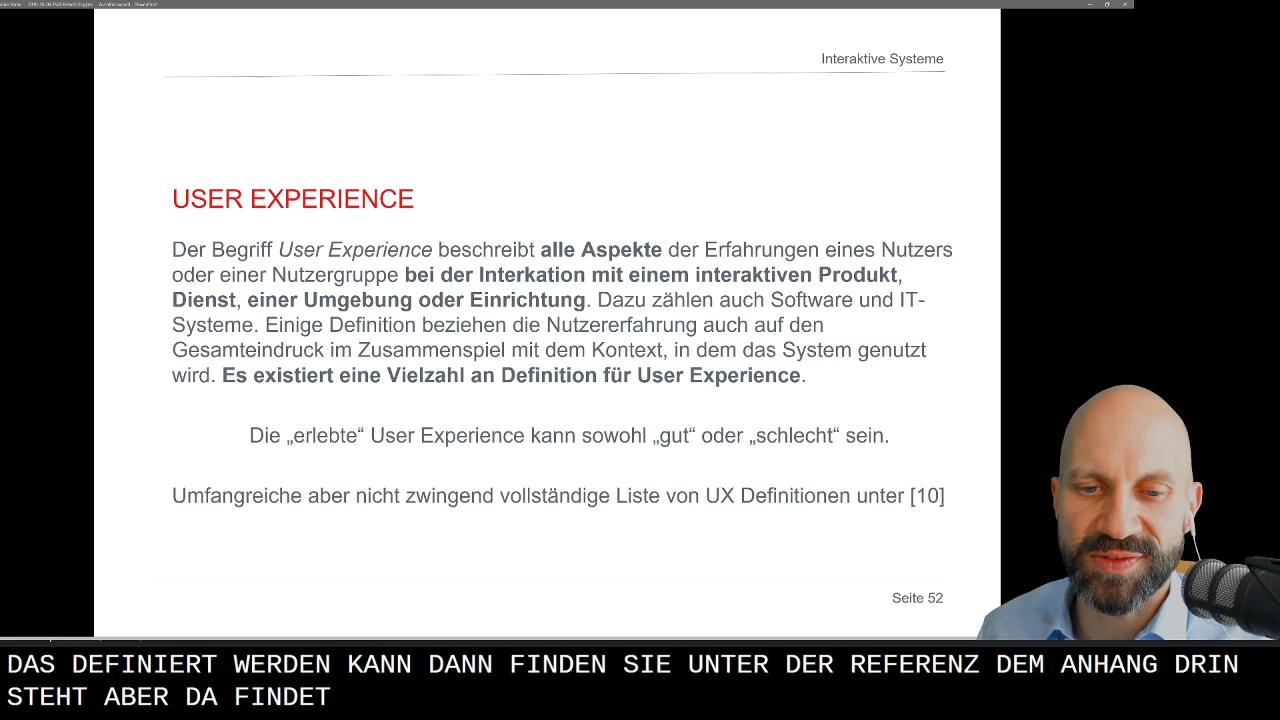 Interaktive Systeme
USER EXPERIENCE
Der Begriff User Experience beschreibt alle Aspekte der Erfahrungen eines Nutzers
oder einer Nutzergruppe bei der Interkation mit einem interaktiven Produkt,
Dienst, einer Umgebung oder Einrichtung. Dazu zählen auch Software und IT-
Systeme. Einige Definition beziehen die Nutzererfahrung auch auf den
Gesamteindruck im Zusammenspiel mit dem Kontext, in dem das System genutzt
wird. Es existiert eine Vielzahl an Definition für User Experience.
Die „erlebte“ User Experience kann sowohl „gut“ oder „schlecht“ sein.
Umfangreiche aber nicht zwingend vollständige Liste von UX Definitionen unter [10]
Seite 52
DAS DEFINIERT WERDEN KANN DANN FINDEN SIE UNTER DER REFERENZ DEM ANHANG DRIN
STEHT ABER DA FINDET